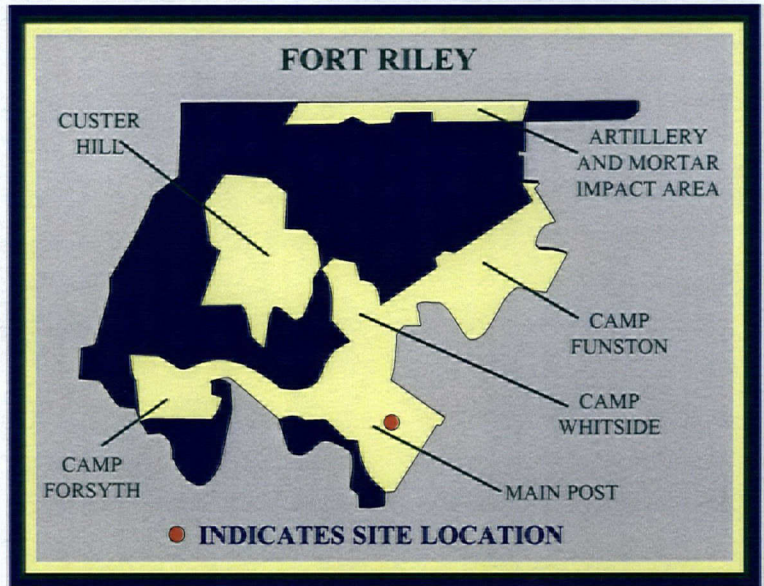 FORT RILEY
CUSTER
HILL
ARTILLERY
AND MORTAR
IMPACT AREA
CAMP
FUNSTON
CAMP
WHITSIDE
CAMP
FORSYTH
MAIN POST
INDICATES SITE LOCATION